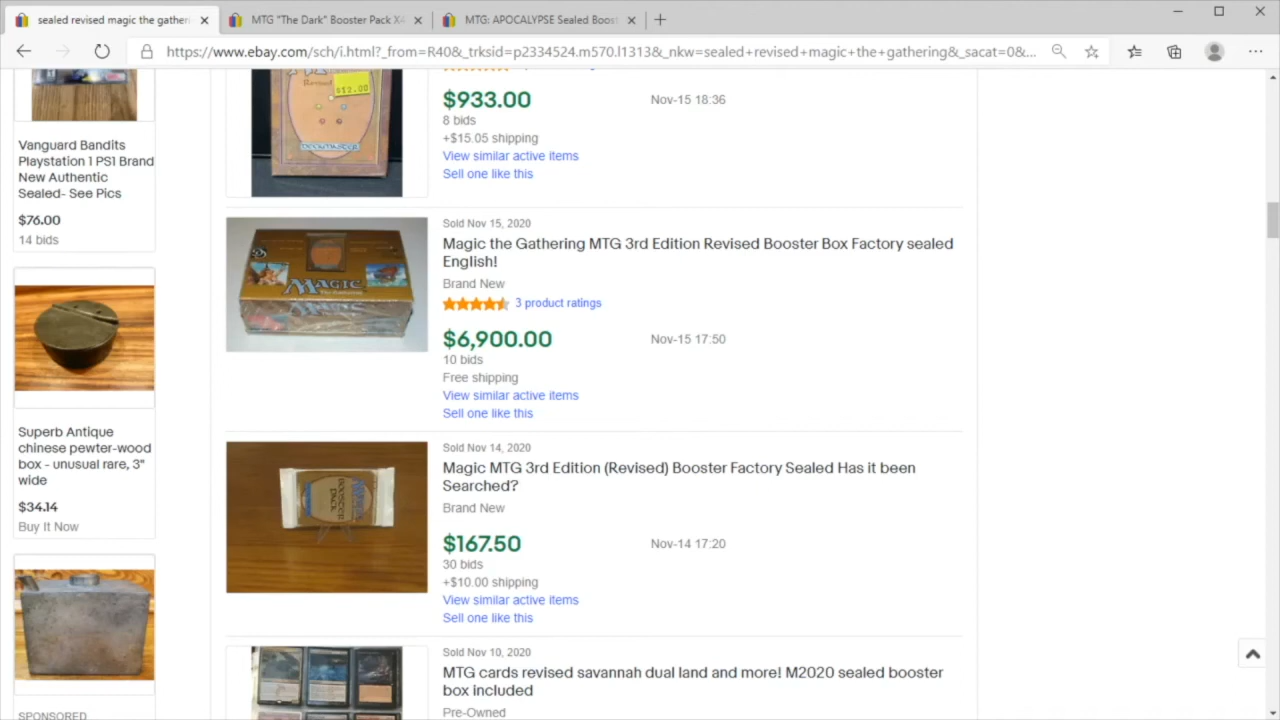 sealed revised magic the gatheri
MTG "The Dark" Booster Pack X4
MTG: APOCALYPSE Sealed Boost
https://www.ebay.com/sch/i.html?_from=R40&_trksid=p2334524.m570.l1313&_nkw=sealed+revised+magic+the+gathering&_sacat=0&...
Vanguard Bandits
Playstation 1 PS1 Brand
New Authentic
Sealed- See Pics
$76.00
14 bids
Superb Antique
chinese pewter-wood
box - unusual rare, 3"
wide
$34.14
Buy It Now
SPONSORED
$12.00
DECKMASTER
$933.00
Nov-15 18:36
8 bids
+$15.05 shipping
View similar active items
Sell one like this
MAGIC
Sold Nov 15, 2020
Magic the Gathering MTG 3rd Edition Revised Booster Box Factory sealed
English!
Brand New
3 product ratings
$6,900.00
Nov-15 17:50
10 bids
Free shipping
View similar active items
Sell one like this
Sold Nov 14, 2020
Magic MTG 3rd Edition (Revised) Booster Factory Sealed Has it been
Searched?
Brand New
$167.50
Nov-14 17:20
30 bids
+$10.00 shipping
View similar active items
Sell one like this
Sold Nov 10, 2020
MTG cards revised savannah dual land and more! M2020 sealed booster
box included
Pre-Owned